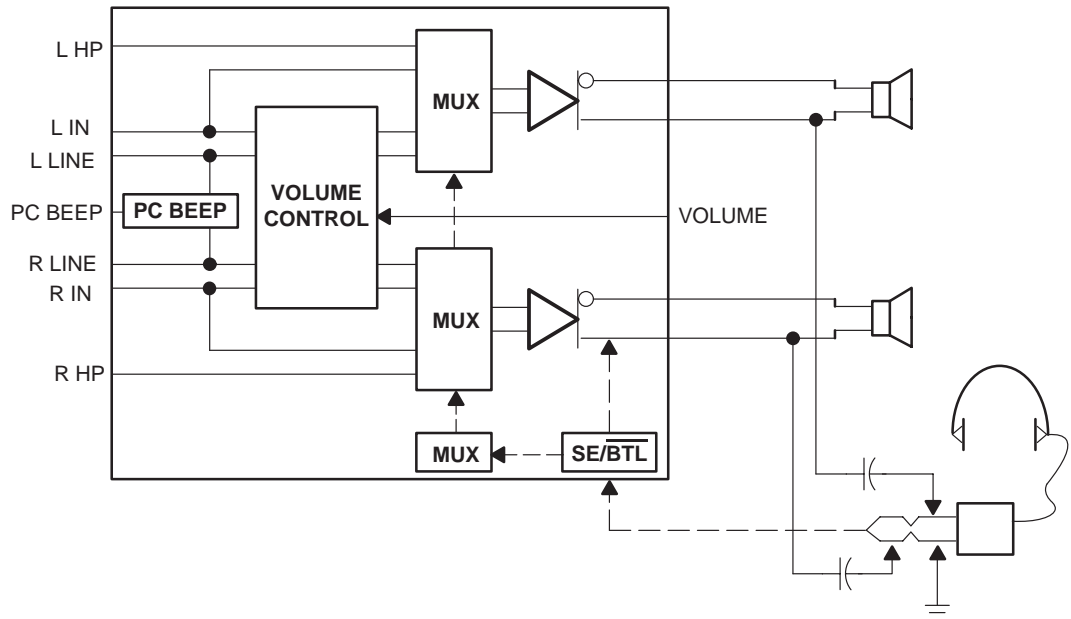 L HP
MUX
L IN
L LINE
VOLUME
CONTROL
PC BEEP
PC BEEP
VOLUME
R LINE
R IN
MUX
R HP
MUX
SE/BTL